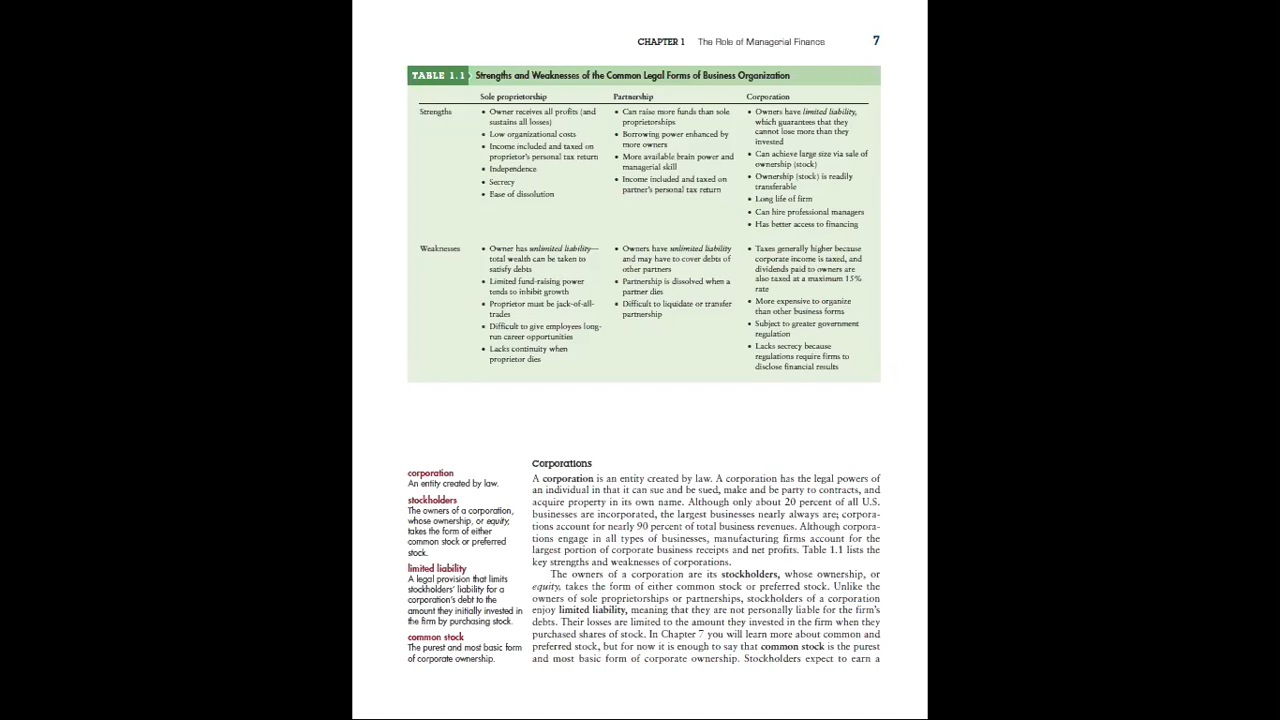 CHAPTER 1 The Role of Managerial Finance 7
TABLE 1.1 Strengths and Weaknesses of the Common Legal Forms of Business Organization
Sole proprietorship Partnership Corporation
Strengths
• Owner receives all profits (and
sustains all losses)
• Low organizational costs
• Income included and taxed on
proprietor's personal tax return
• Independence
• Secrecy
• Ease of dissolution
• Can raise more funds than sole
proprietorships
• Borrowing power enhanced by
more owners
• More available brain power and
managerial skill
• Income included and taxed on
partner's personal tax return
• Owners have limited liability,
which guarantees that they
cannot lose more than they
invested
• Can achieve large size via sale of
ownership (stock)
• Ownership (stock) is readily
transferable
• Long life of firm
• Can hire professional managers
• Has better access to financing
Weaknesses
• Owner has unlimited liability—
total wealth can be taken to
satisfy debts
• Limited fund-raising power
tends to inhibit growth
• Proprietor must be jack-of-all-
trades
• Difficult to give employees long-
run career opportunities
• Lacks continuity when
proprietor dies
• Owners have unlimited liability
and may have to cover debts of
other partners
• Partnership is dissolved when a
partner dies
• Difficult to liquidate or transfer
partnership
• Taxes generally higher because
corporate income is taxed, and
dividends paid to owners are
also taxed at a maximum 15%
rate
• More expensive to organize
than other business forms
• Subject to greater government
regulation
• Lacks secrecy because
regulations require firms to
disclose financial results
corporation
An entity created by law.
stockholders
The owners of a corporation,
whose ownership, or equity,
takes the form of either
common stock or preferred
stock.
limited liability
A legal provision that limits
stockholders' liability for a
corporation's debt to the
amount they initially invested in
the firm by purchasing stock.
common stock
The purest and most basic form
of corporate ownership.
Corporations
A corporation is an entity created by law. A corporation has the legal powers of
an individual in that it can sue and be sued, make and be party to contracts, and
acquire property in its own name. Although only about 20 percent of all U.S.
businesses are incorporated, the largest businesses nearly always are; corpora-
tions account for nearly 90 percent of total business revenues. Although corpora-
tions engage in all types of businesses, manufacturing firms account for the
largest portion of corporate business receipts and net profits. Table 1.1 lists the
key strengths and weaknesses of corporations.
The owners of a corporation are its stockholders, whose ownership, or
equity, takes the form of either common stock or preferred stock. Unlike the
owners of sole proprietorships or partnerships, stockholders of a corporation
enjoy limited liability, meaning that they are not personally liable for the firm's
debts. Their losses are limited to the amount they invested in the firm when they
purchased shares of stock. In Chapter 7 you will learn more about common and
preferred stock, but for now it is enough to say that common stock is the purest
and most basic form of corporate ownership. Stockholders expect to earn a